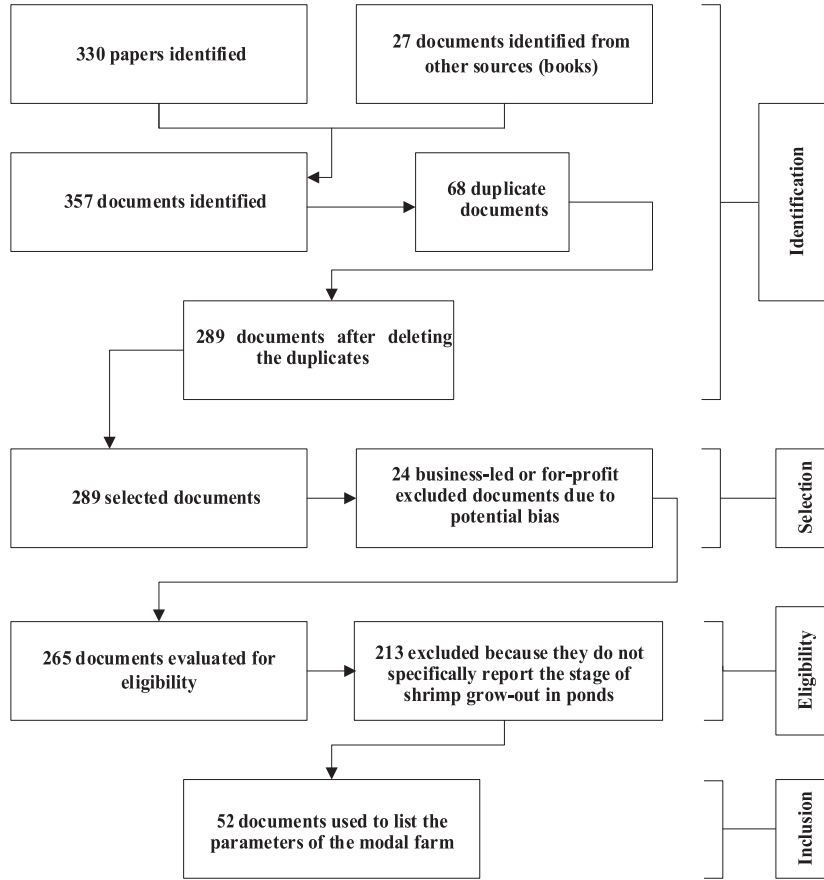 330 papers identified
27 documents identified from
other sources (books)
357 documents identified
68 duplicate
documents
289 documents after deleting
the duplicates
Identification
289 selected documents
24 business-led or for-profit
excluded documents due to
potential bias
Selection
265 documents evaluated for
eligibility
213 excluded because they do not
specifically report the stage of
shrimp grow-out in ponds
Eligibility
52 documents used to list the
parameters of the modal farm
Inclusion